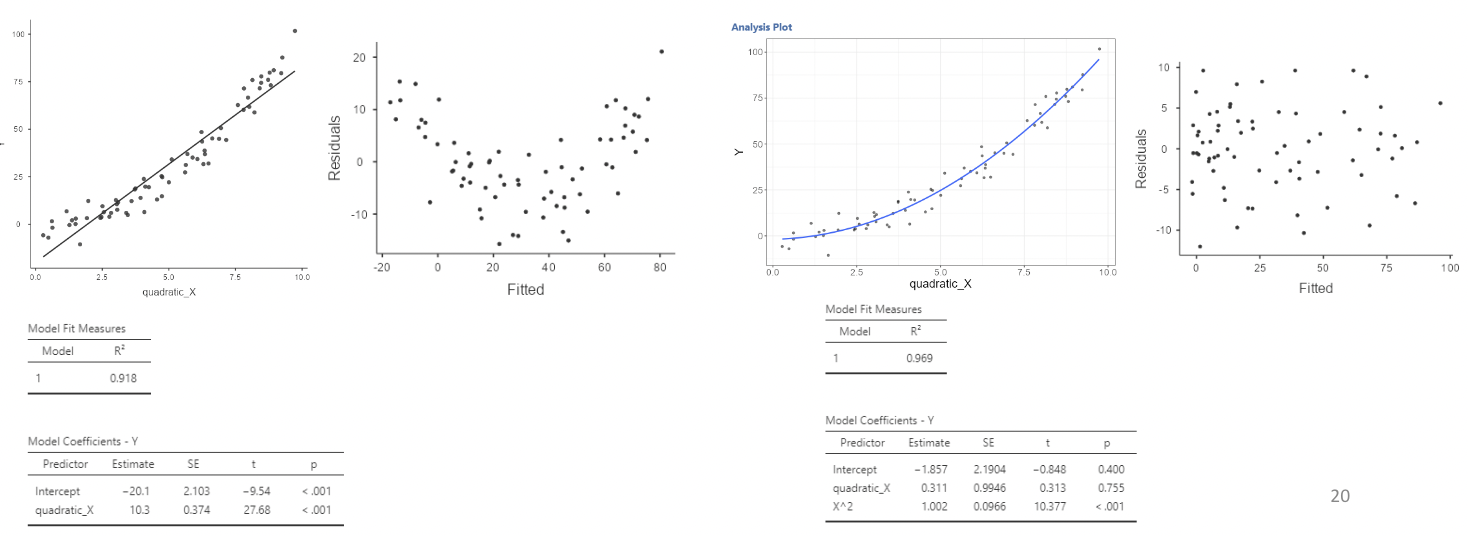 100
75
50
25
0
0.0 2.5 5.0 7.5 10.0
quadratic_X
20
10
0
-10
Residuals
-20 0 20 40 60 80
Fitted
Model Fit Measures
Model R²
1 0.918
Model Coefficients - Y
Predictor Estimate SE t p
Intercept −20.1 2.103 −9.54 < .001
quadratic_X 10.3 0.374 27.68 < .001
Analysis Plot
100
75
50
25
0
Y
0.0 2.5 5.0 7.5 10.0
quadratic_X
10
5
0
-5
-10
Residuals
0 25 50 75 100
Fitted
Model Fit Measures
Model R²
1 0.969
Model Coefficients - Y
Predictor Estimate SE t p
Intercept −1.857 2.1904 −0.848 0.400
quadratic_X 0.311 0.9946 0.313 0.755
X^2 1.002 0.0966 10.377 < .001
20